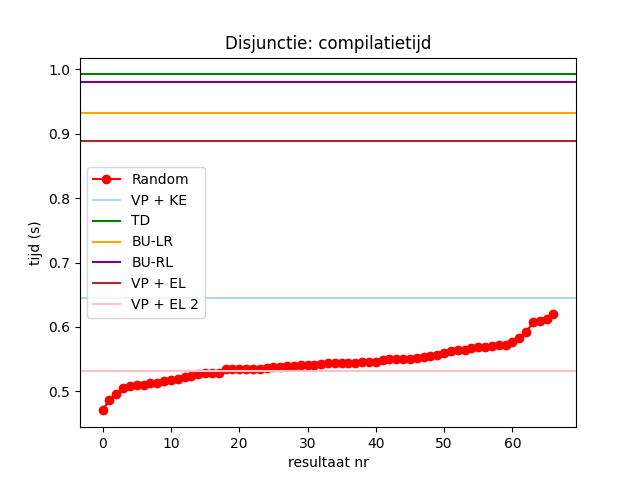 Disjunctie: compilatietijd
1.0
0.9
0.8
0.7
0.6
0.5
tijd (s)
Random
VP + KE
TD
BU-LR
BU-RL
VP + EL
VP + EL 2
0 10 20 30 40 50 60
resultaat nr